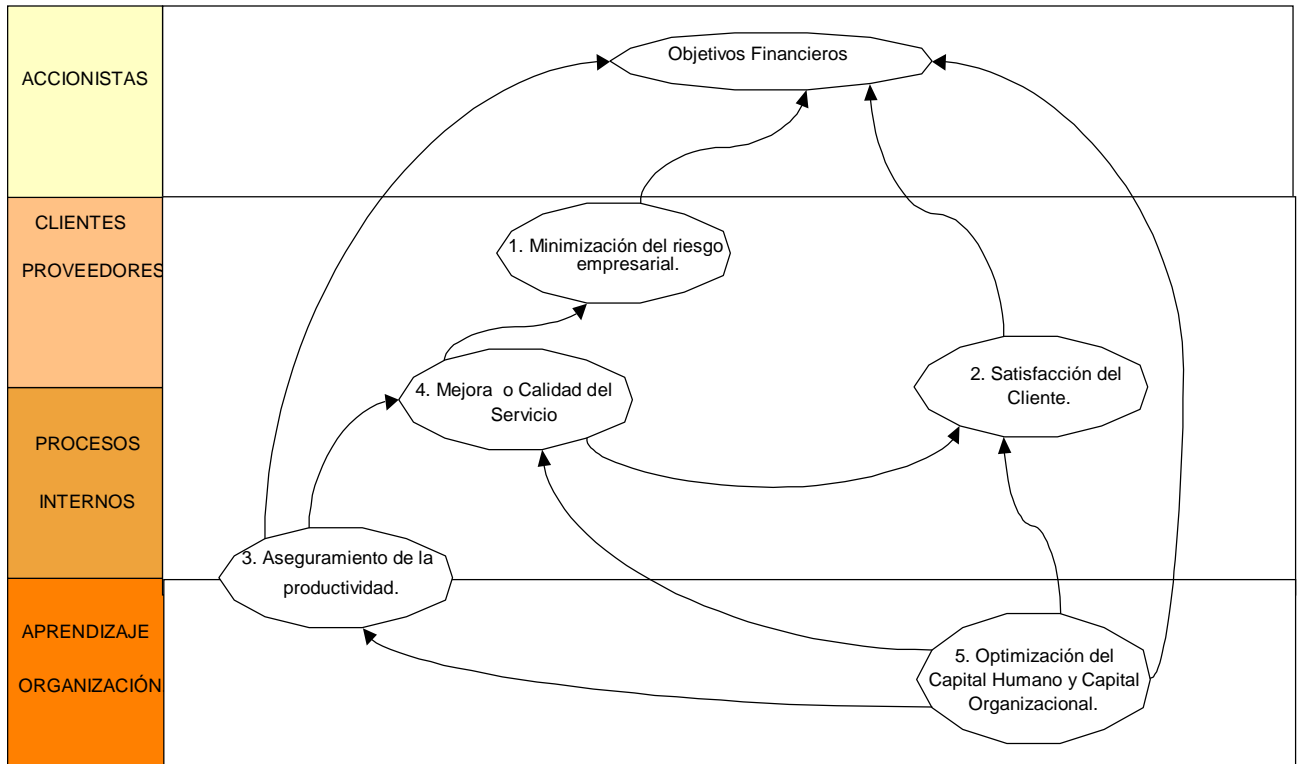 ACCIONISTAS
Objetivos Financieros
CLIENTES
PROVEEDORES
1. Minimización del riesgo
empresarial.
4. Mejora o Calidad del
Servicio
2. Satisfacción del
Cliente.
PROCESOS
INTERNOS
3. Aseguramiento de la
productividad.
APRENDIZAJE
ORGANIZACIÓN
5. Optimización del
Capital Humano y Capital
Organizacional.